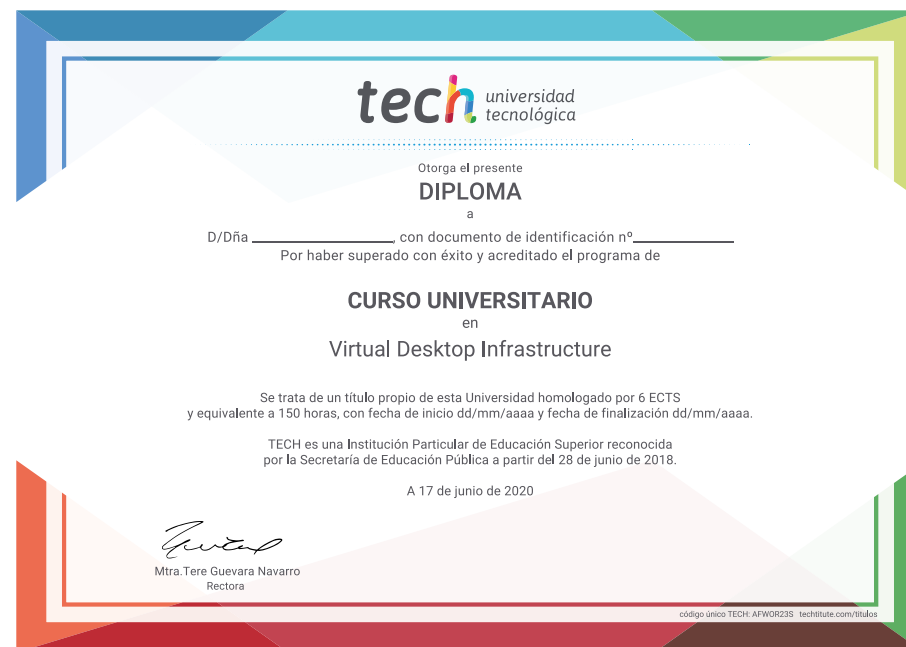 tech universidad
tecnológica
Otorga el presente
DIPLOMA
a
D/Dña ________________, con documento de identificación nº____________
Por haber superado con éxito y acreditado el programa de
CURSO UNIVERSITARIO
en
Virtual Desktop Infrastructure
Se trata de un título propio de esta Universidad homologado por 6 ECTS
y equivalente a 150 horas, con fecha de inicio dd/mm/aaaa y fecha de finalización dd/mm/aaaa.
TECH es una Institución Particular de Educación Superior reconocida
por la Secretaría de Educación Pública a partir del 28 de junio de 2018.
A 17 de junio de 2020
Mtra.Tere Guevara Navarro
Rectora
código único TECH: AFWOR23S techtitute.com/titulos